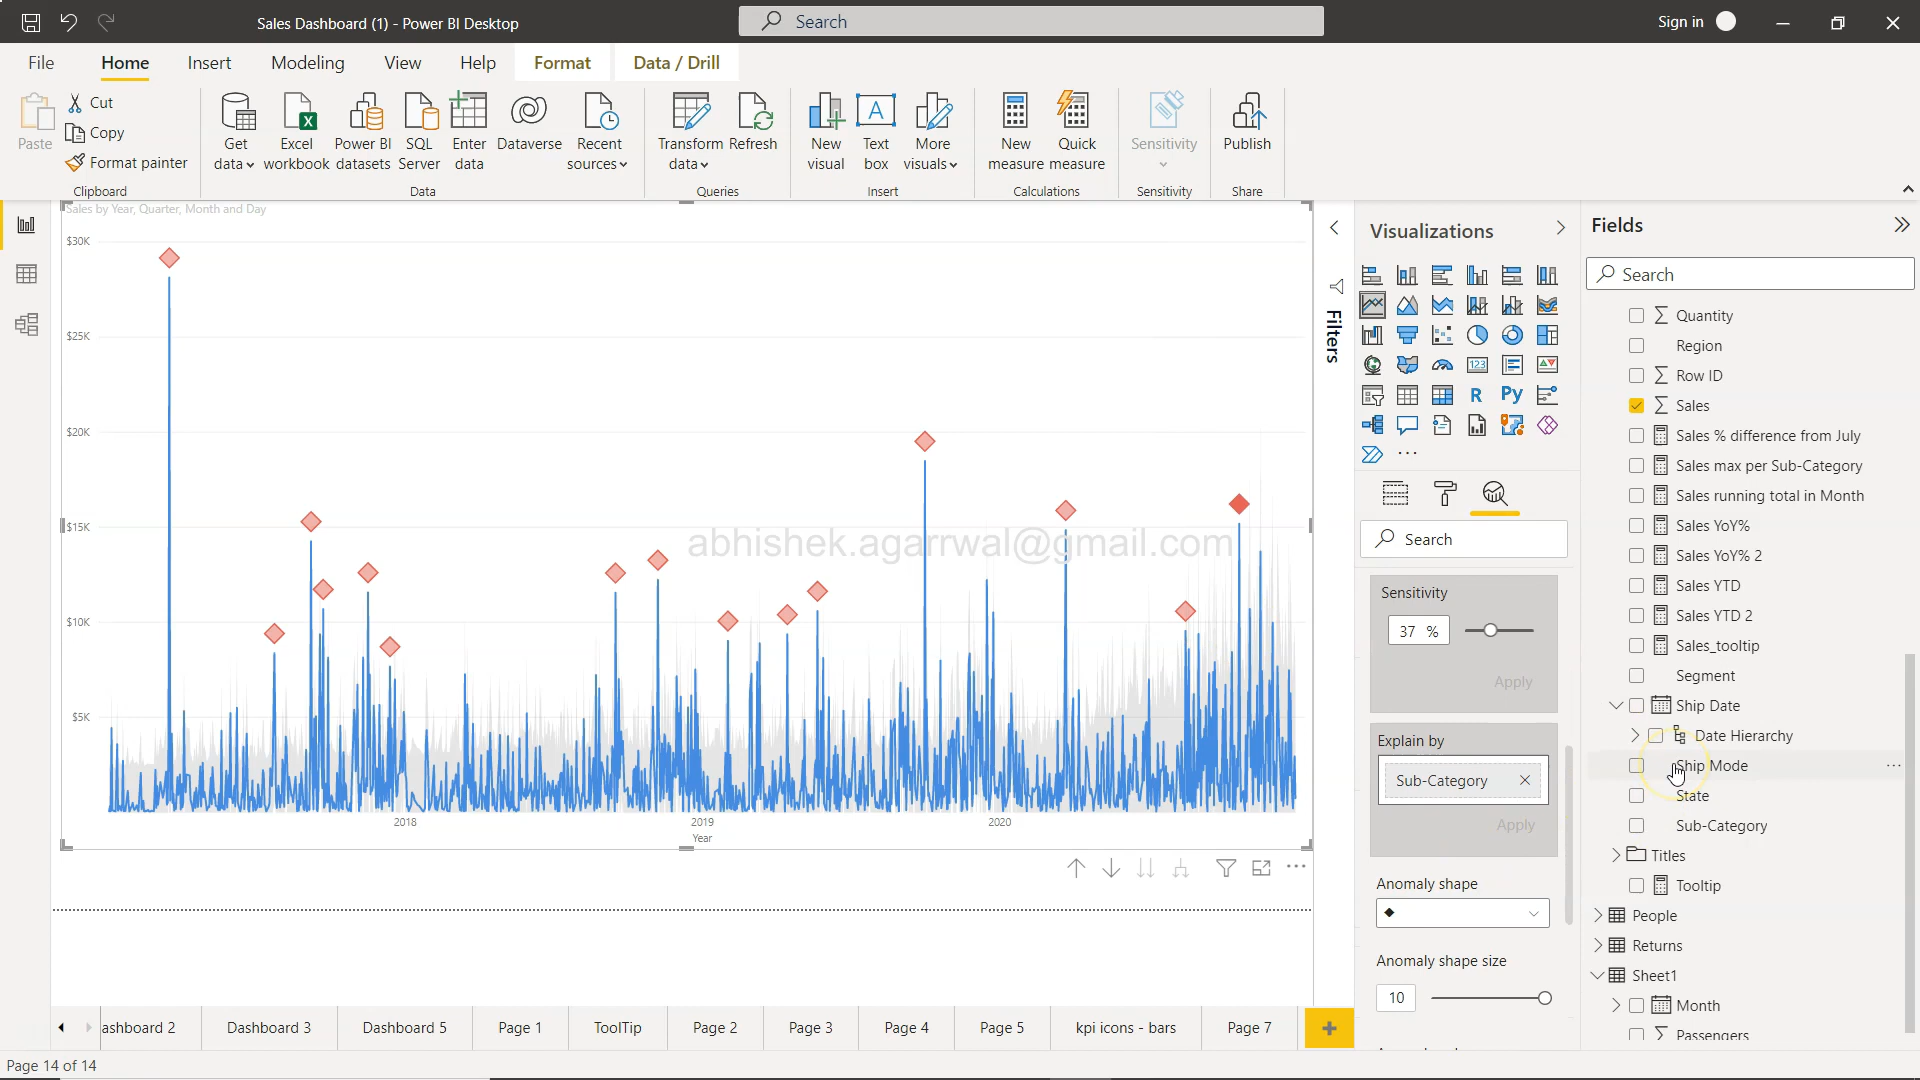 Sales Dashboard (1) - Power BI Desktop
Search
Sign in
File
Home
Insert
Modeling
View
Help
Format
Data / Drill
Paste
Cut
Copy
Format painter
Clipboard
Get data
Excel workbook
Power BI datasets
SQL Server
Enter data
Dataverse
Recent sources
Data
Transform data
Refresh
Queries
New visual
Text box
More visuals
Insert
New measure
Quick measure
Calculations
Sensitivity
Sensitivity
Publish
Share
Sales by Year, Quarter, Month and Day
$30K
$25K
$20K
$15K
$10K
$5K
2018
2019
2020
Year
abhishek.agarrwal@gmail.com
Filters
Visualizations
123
R
Py
Search
Sensitivity
37 %
Apply
Explain by
Sub-Category
Apply
Anomaly shape
Anomaly shape size
10
Fields
Search
Quantity
Region
Row ID
Sales
Sales % difference from July
Sales max per Sub-Category
Sales running total in Month
Sales YoY%
Sales YoY% 2
Sales YTD
Sales YTD 2
Sales_tooltip
Segment
Ship Date
Date Hierarchy
Ship Mode
State
Sub-Category
Titles
Tooltip
People
Returns
Sheet1
Month
Passengers
ashboard 2
Dashboard 3
Dashboard 5
Page 1
ToolTip
Page 2
Page 3
Page 4
Page 5
kpi icons - bars
Page 7
Page 14 of 14